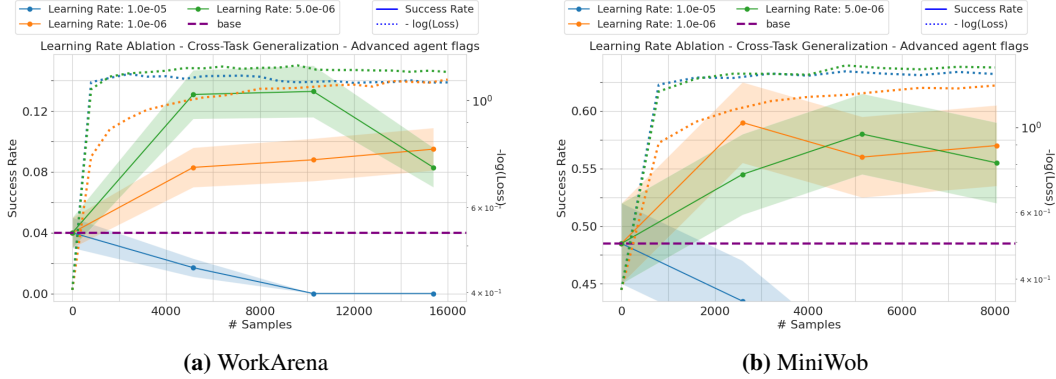 Learning Rate: 1.0e-05
Learning Rate: 5.0e-06
Success Rate
Learning Rate: 1.0e-06
base
- log(Loss)
Learning Rate Ablation - Cross-Task Generalization - Advanced agent flags
Success Rate
0.12
0.08
0.04
0.00
0
4000
8000
12000
16000
# Samples
10⁰
6 × 10⁻¹
4 × 10⁻¹
-log(Loss)
(a) WorkArena
Learning Rate: 1.0e-05
Learning Rate: 5.0e-06
Success Rate
Learning Rate: 1.0e-06
base
- log(Loss)
Learning Rate Ablation - Cross-Task Generalization - Advanced agent flags
Success Rate
0.60
0.55
0.50
0.45
0
2000
4000
6000
8000
# Samples
10⁰
6 × 10⁻¹
4 × 10⁻¹
-log(Loss)
(b) MiniWob